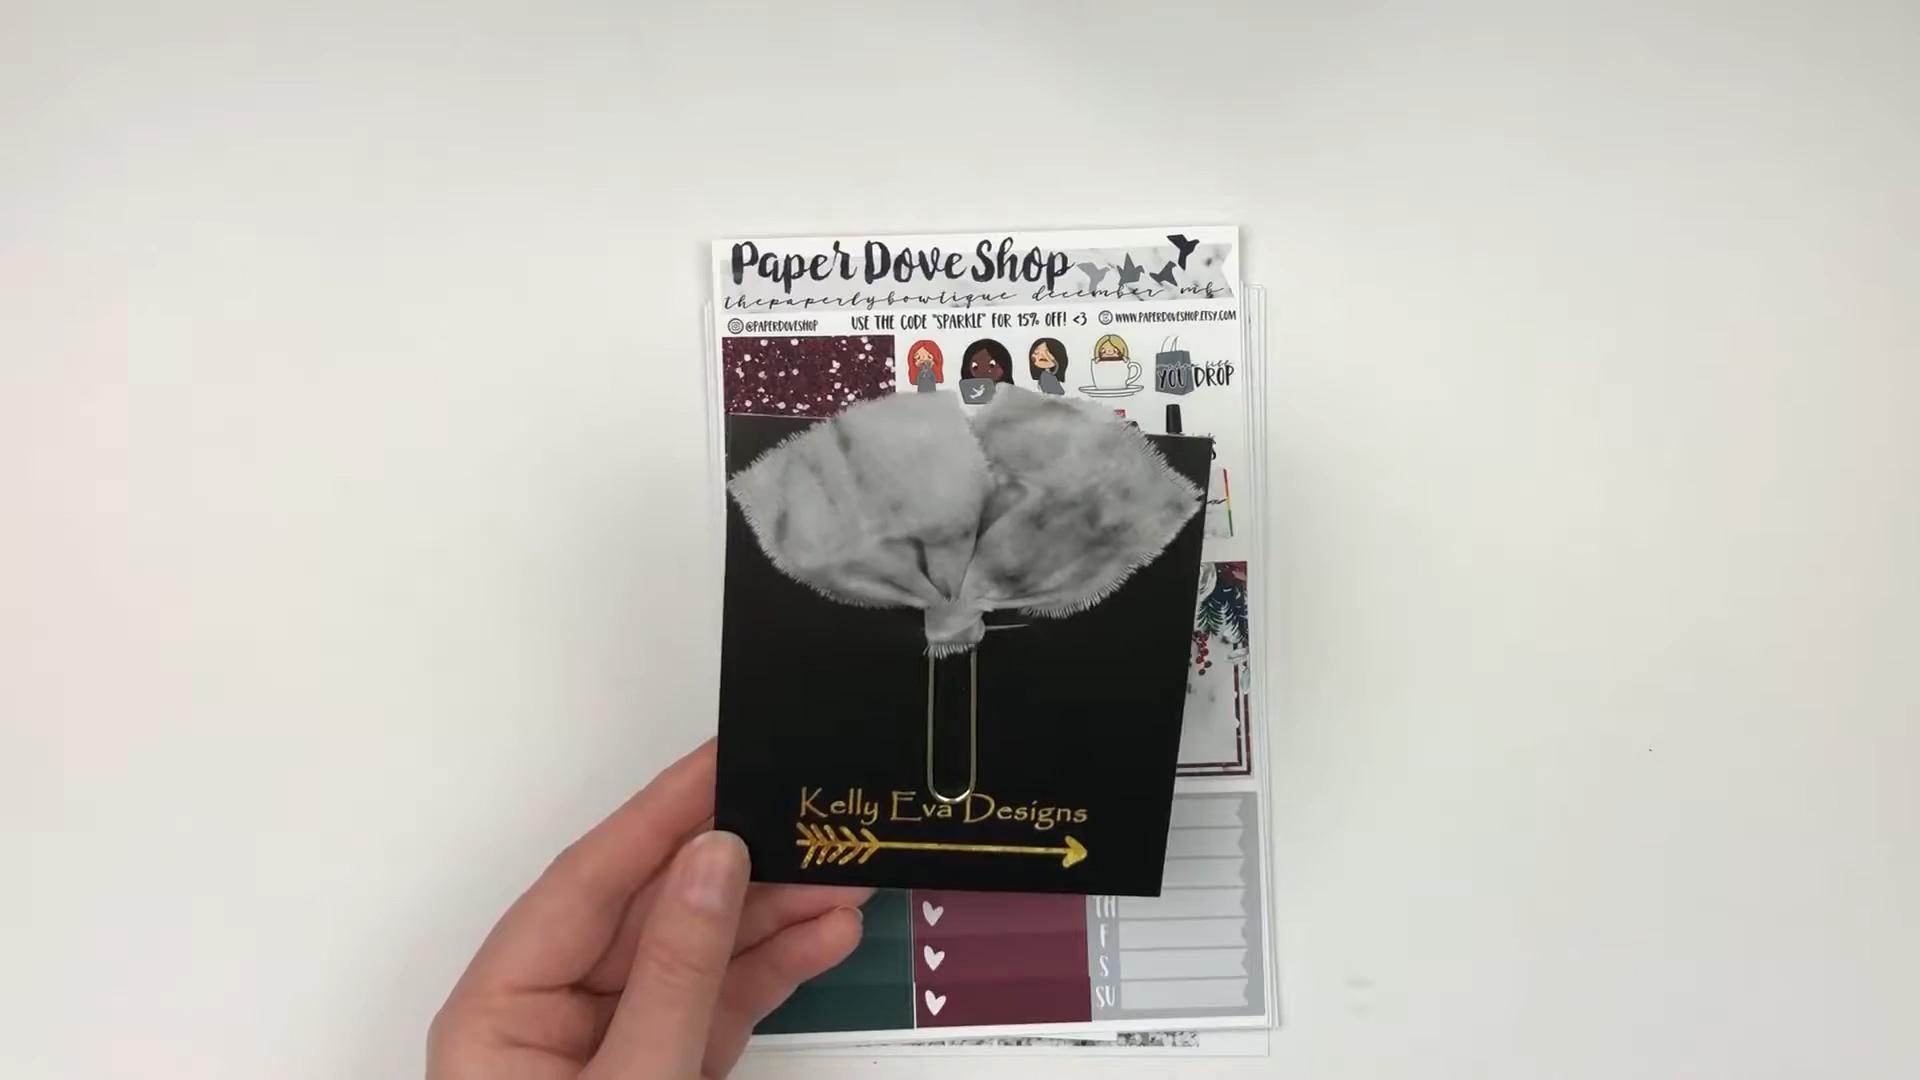 Paper Dove Shop
thepaperlybowtique december mb
@PAPERDOVESHOP USE THE CODE "SPARKLE" FOR 15% OFF! <3 WWW.PAPERDOVESHOP.ETSY.COM
YOU DROP
Kelly Eva Designs
TH
F
S
SU